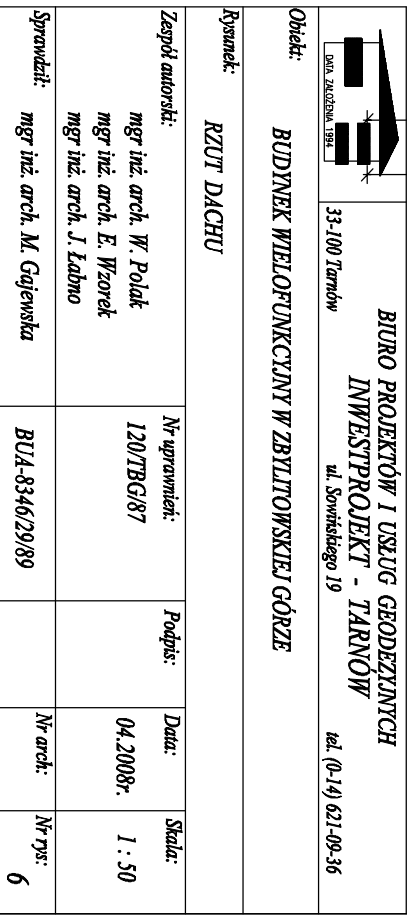 BIURO PROJEKTÓW I USŁUG GEODEZYJNYCH
INWESTPROJEKT - TARNÓW
33-100 Tarnów ul. Sowińskiego 19 tel. (0-14) 621-09-36
DATA ZAŁOŻENIA 1994
Obiekt:
BUDYNEK WIELOFUNKCYJNY W ZBYLITOWSKIEJ GÓRZE
Rysunek:
RZUT DACHU
Zespół autorski: Nr uprawnień: Podpis: Data: Skala:
mgr inż. arch. W. Polak 120/TBG/87 04.2008r. 1 : 50
mgr inż. arch. E. Wzorek
mgr inż. arch. J. Łabno
Sprawdził: Nr arch: Nr rys:
mgr inż. arch. M. Gajewska BUA-8346/29/89 6